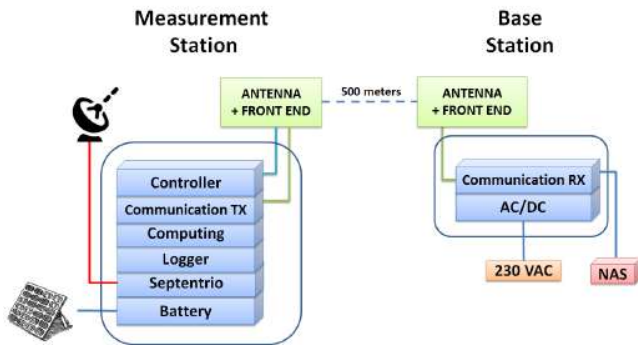 Measurement
Station
Base
Station
ANTENNA
+ FRONT END
500 meters
ANTENNA
+ FRONT END
Controller
Communication TX
Computing
Logger
Septentrio
Battery
Communication RX
AC/DC
230 VAC
NAS